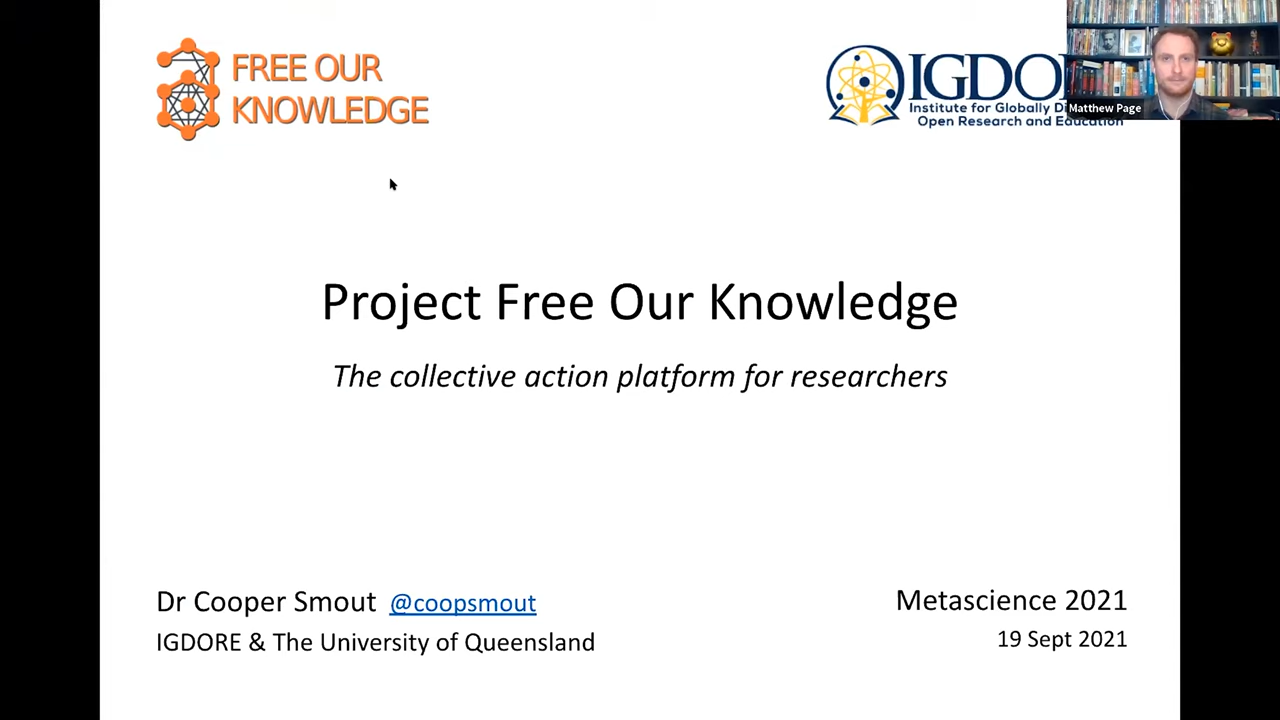 FREE OUR
KNOWLEDGE
IGDO
Institute for Globally Di
Open Research and Education
Matthew Page
Project Free Our Knowledge
The collective action platform for researchers
Dr Cooper Smout @coopsmout
IGDORE & The University of Queensland
Metascience 2021
19 Sept 2021